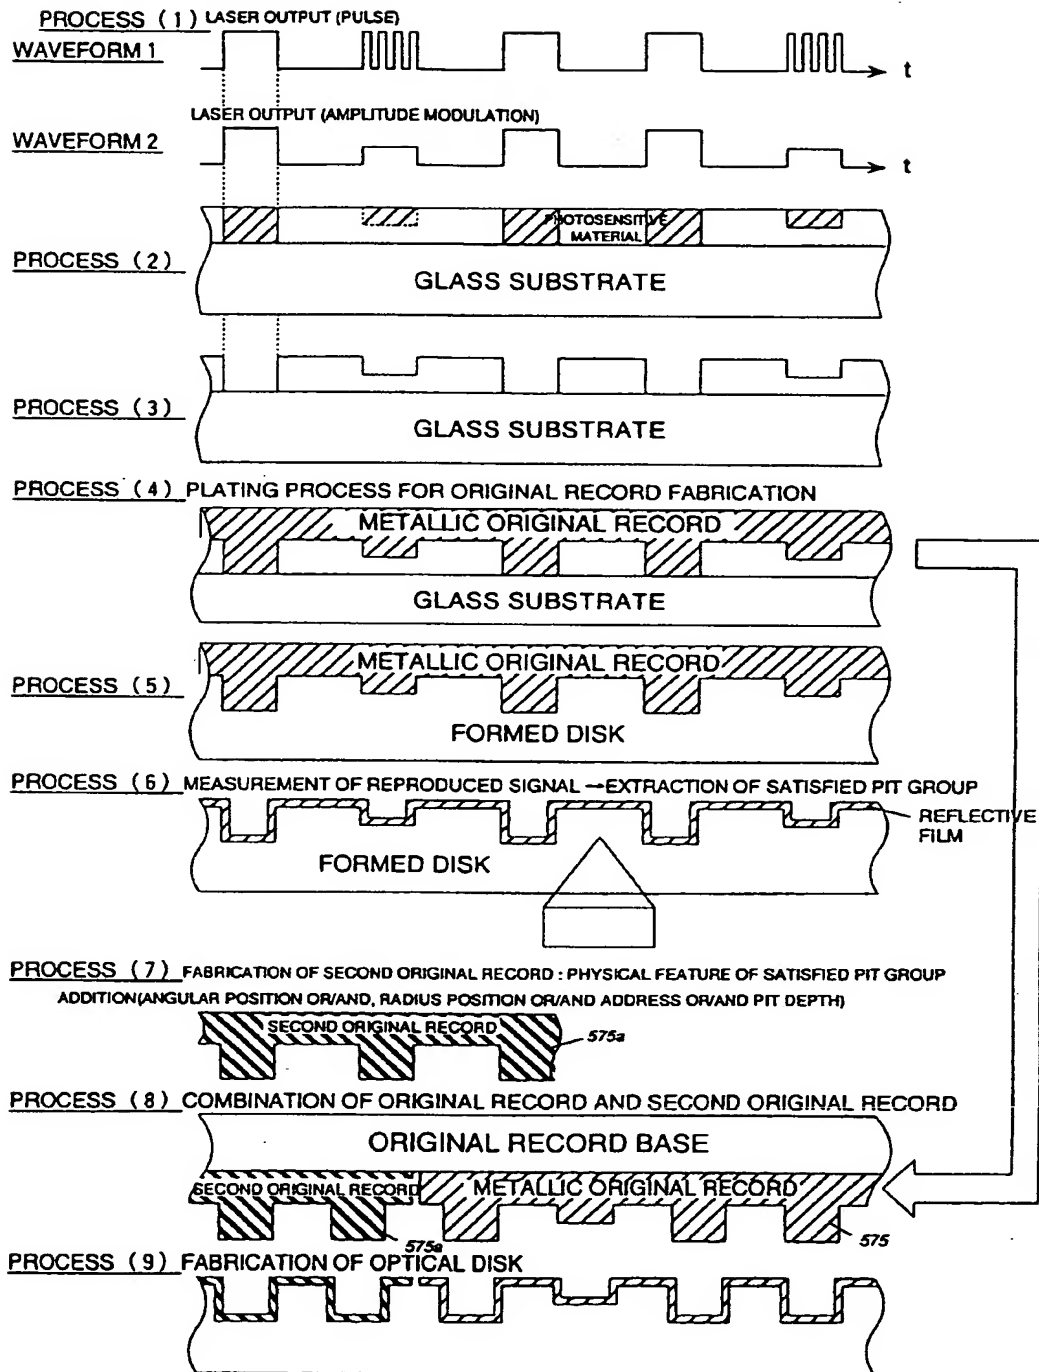 PROCESS (1) LASER OUTPUT (PULSE)
WAVEFORM 1
t
LASER OUTPUT (AMPLITUDE MODULATION)
WAVEFORM 2
t
PHOTOSENSITIVE
MATERIAL
PROCESS (2)
GLASS SUBSTRATE
PROCESS (3)
GLASS SUBSTRATE
PROCESS (4) PLATING PROCESS FOR ORIGINAL RECORD FABRICATION
METALLIC ORIGINAL RECORD
GLASS SUBSTRATE
METALLIC ORIGINAL RECORD
PROCESS (5)
FORMED DISK
PROCESS (6) MEASUREMENT OF REPRODUCED SIGNAL → EXTRACTION OF SATISFIED PIT GROUP
REFLECTIVE
FILM
FORMED DISK
PROCESS (7) FABRICATION OF SECOND ORIGINAL RECORD : PHYSICAL FEATURE OF SATISFIED PIT GROUP
ADDITION(ANGULAR POSITION OR/AND, RADIUS POSITION OR/AND ADDRESS OR/AND PIT DEPTH)
SECOND ORIGINAL RECORD
575a
PROCESS (8) COMBINATION OF ORIGINAL RECORD AND SECOND ORIGINAL RECORD
ORIGINAL RECORD BASE
SECOND ORIGINAL RECORD
METALLIC ORIGINAL RECORD
575a
575
PROCESS (9) FABRICATION OF OPTICAL DISK